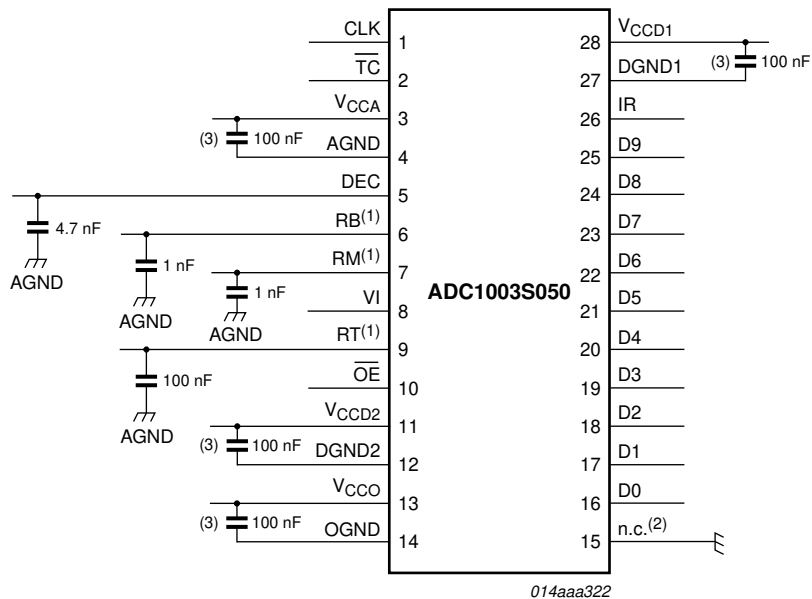 CLK 1 28 VCCD1
(3) 100 nF
TC 2 27 DGND1
VCCA 3 26 IR
(3) 100 nF
AGND 4 25 D9
DEC 5 24 D8
4.7 nF
AGND
RB(1) 6 23 D7
1 nF
AGND
RM(1) 7 22 D6
1 nF
AGND
ADC1003S050
VI 8 21 D5
RT(1) 9 20 D4
100 nF
AGND
OE 10 19 D3
VCCD2 11 18 D2
(3) 100 nF
DGND2 12 17 D1
VCCO 13 16 D0
(3) 100 nF
OGND 14 15 n.c.(2)
014aaa322